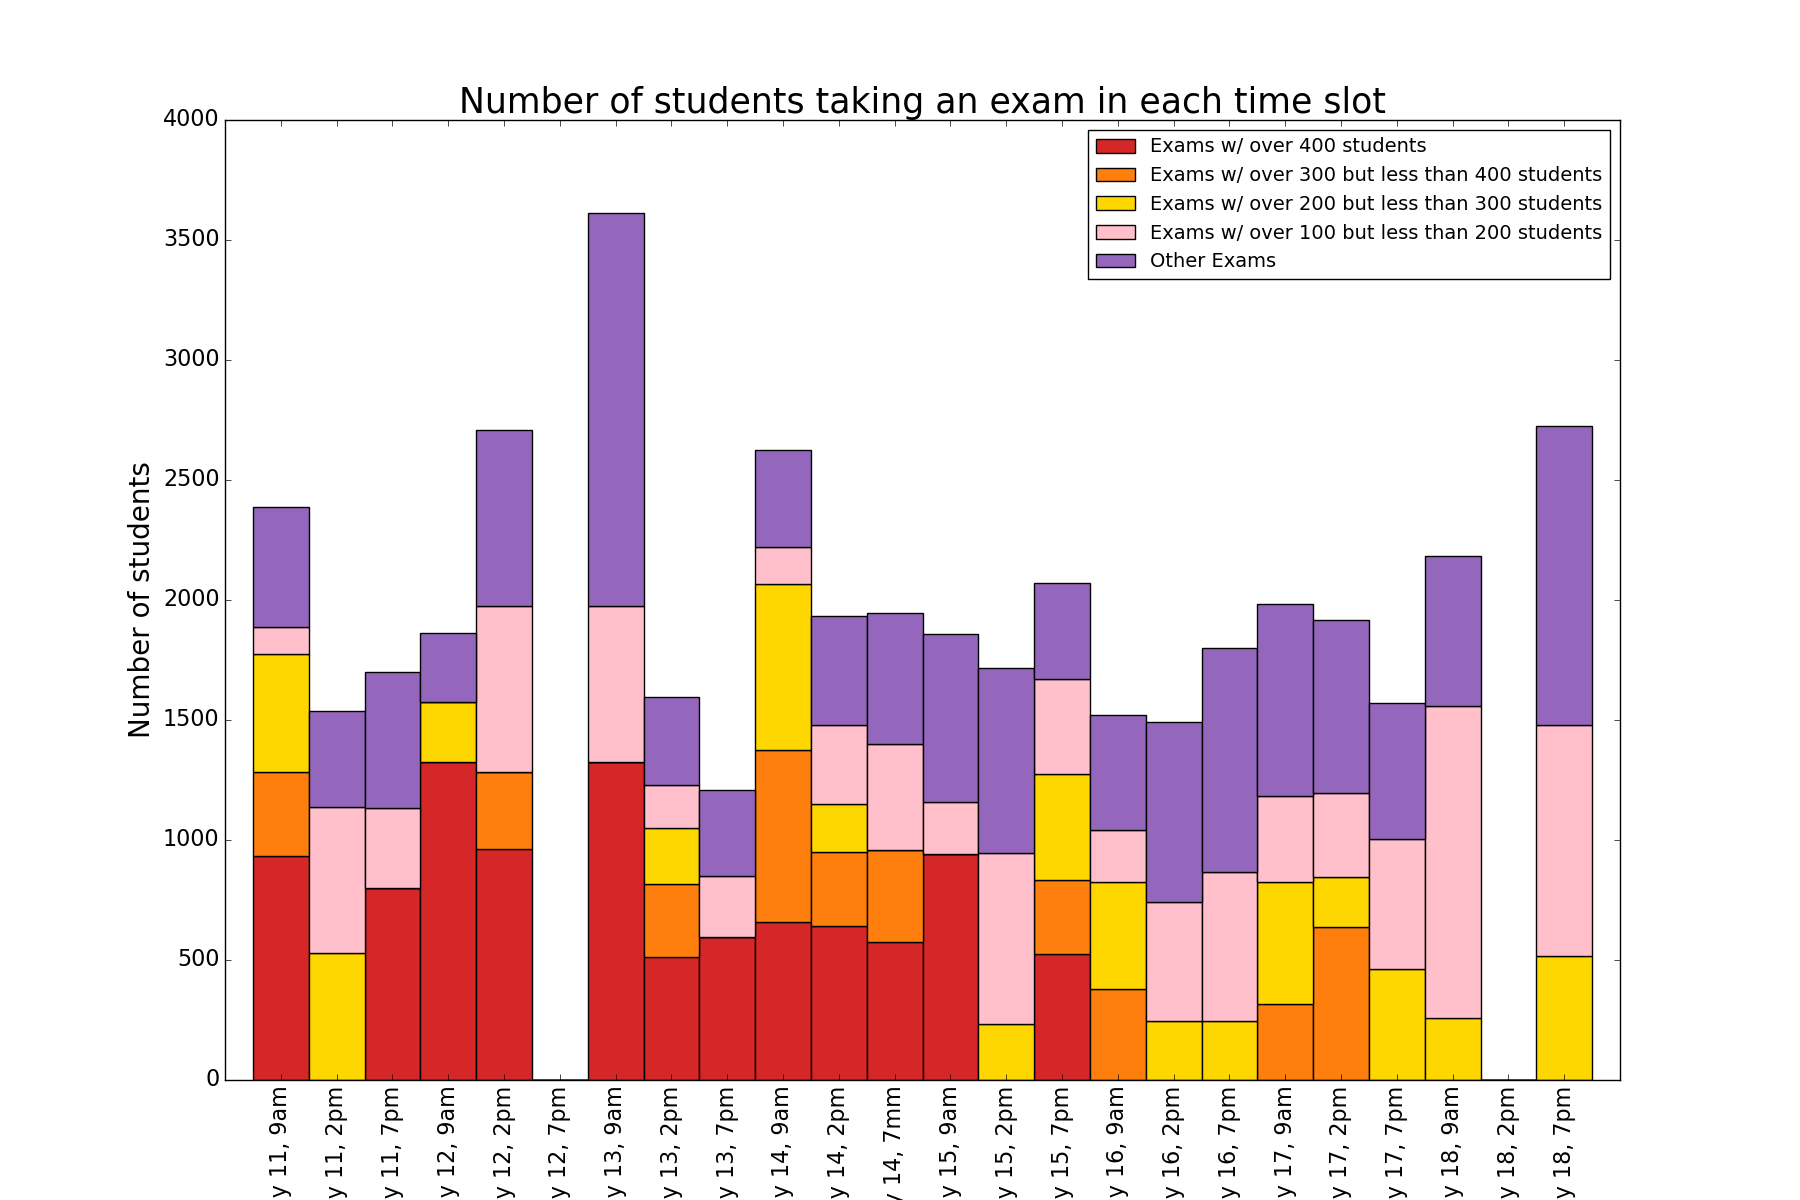 Number of students taking an exam in each time slot
Exams w/ over 400 students
Exams w/ over 300 but less than 400 students
Exams w/ over 200 but less than 300 students
Exams w/ over 100 but less than 200 students
Other Exams
Number of students
4000
3500
3000
2500
2000
1500
1000
500
0
y 11, 9am
y 11, 2pm
y 11, 7pm
y 12, 9am
y 12, 2pm
y 12, 7pm
y 13, 9am
y 13, 2pm
y 13, 7pm
y 14, 9am
y 14, 2pm
y 14, 7mm
y 15, 9am
y 15, 2pm
y 15, 7pm
y 16, 9am
y 16, 2pm
y 16, 7pm
y 17, 9am
y 17, 2pm
y 17, 7pm
y 18, 9am
y 18, 2pm
y 18, 7pm